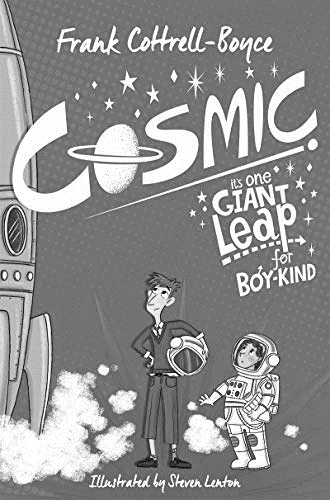 Frank Cottrell-Boyce
COSMIC
it's one
GIANT
Leap
for
BOY-KIND
Illustrated by Steven Lenton